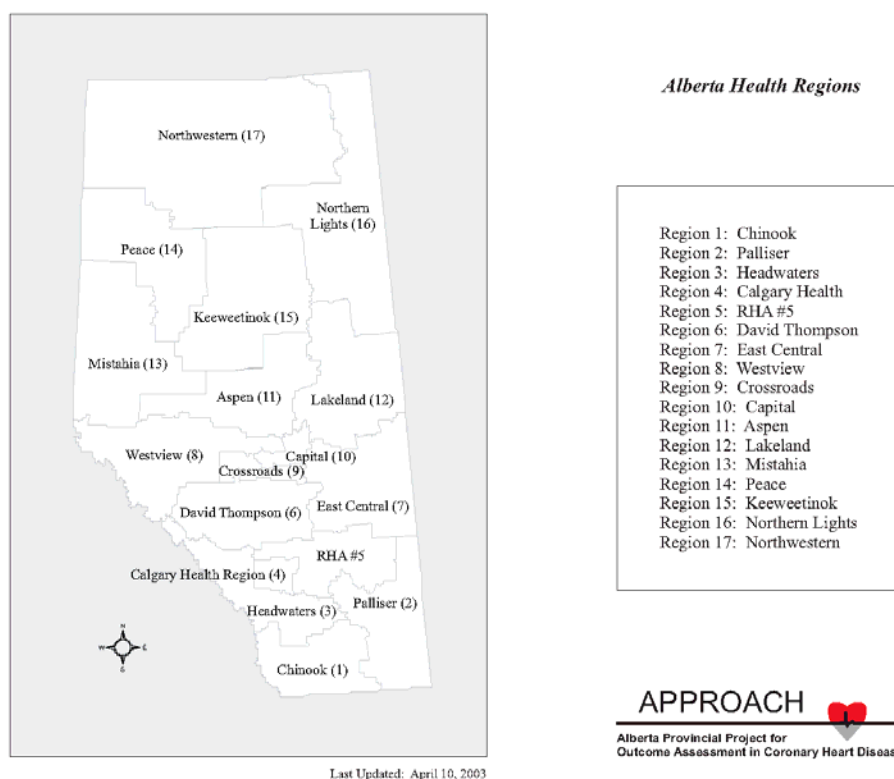 Northwestern (17)
Northern
Lights (16)
Peace (14)
Keeweetinok (15)
Mistahia (13)
Aspen (11)
Lakeland (12)
Westview (8)
Capital (10)
Crossroads (9)
David Thompson (6)
East Central (7)
RHA #5
Calgary Health Region (4)
Palliser (2)
Headwaters (3)
Chinook (1)
N
W
E
S
Last Updated: April 10, 2003
Alberta Health Regions
Region 1: Chinook
Region 2: Palliser
Region 3: Headwaters
Region 4: Calgary Health
Region 5: RHA #5
Region 6: David Thompson
Region 7: East Central
Region 8: Westview
Region 9: Crossroads
Region 10: Capital
Region 11: Aspen
Region 12: Lakeland
Region 13: Mistahia
Region 14: Peace
Region 15: Keeweetinok
Region 16: Northern Lights
Region 17: Northwestern
APPROACH
Alberta Provincial Project for
Outcome Assessment in Coronary Heart Diseas